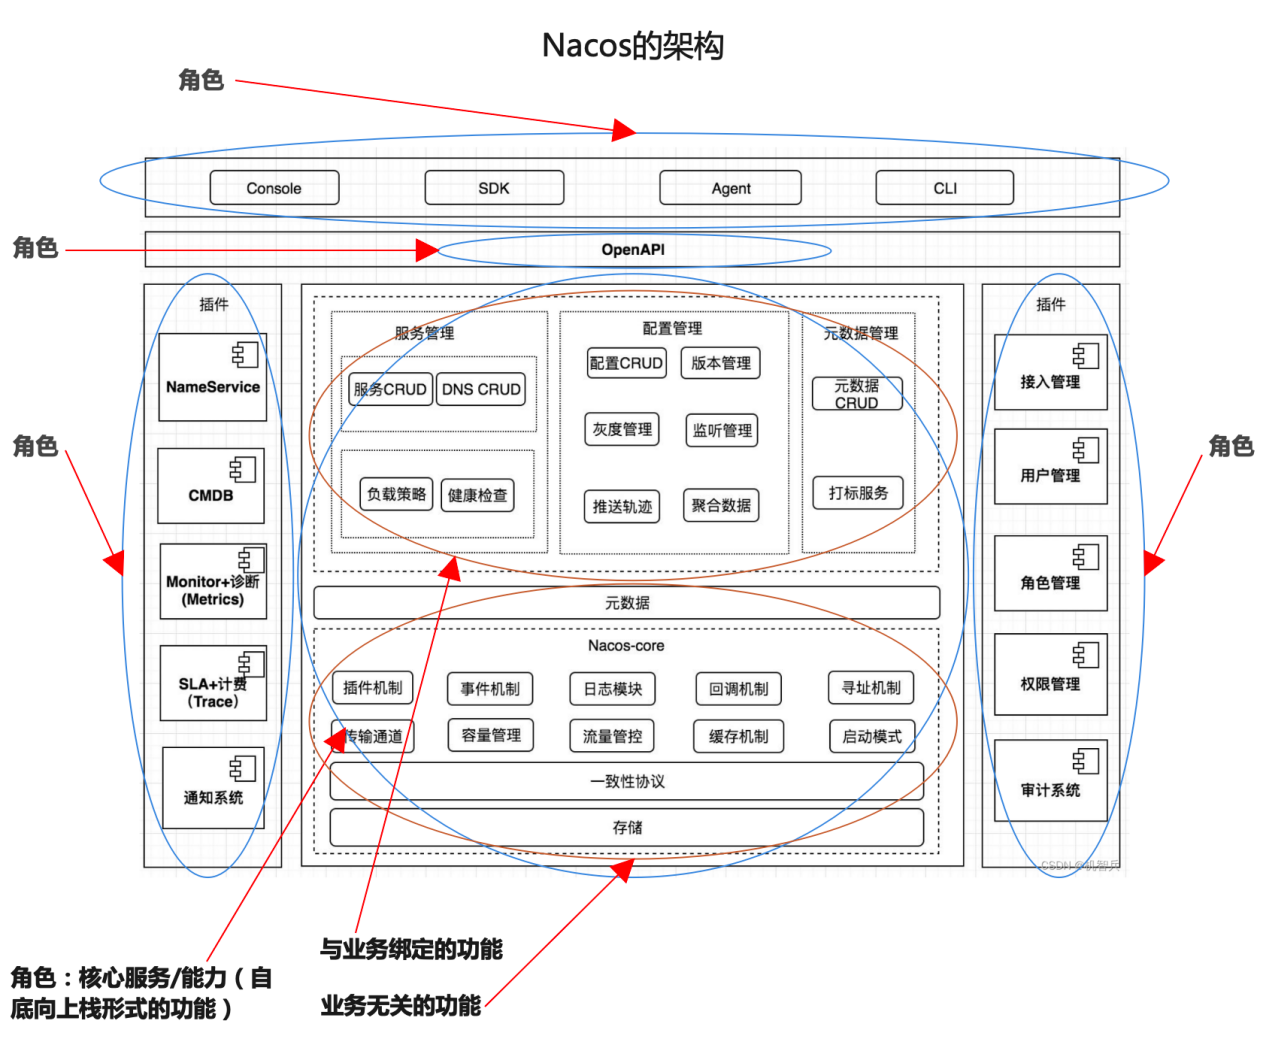 Nacos的架构
角色
Console
SDK
Agent
CLI
角色
OpenAPI
插件
NameService
CMDB
Monitor+诊断
(Metrics)
SLA+计费
（Trace）
通知系统
角色
服务管理
服务CRUD
DNS CRUD
负载策略
健康检查
配置管理
配置CRUD
版本管理
灰度管理
监听管理
推送轨迹
聚合数据
元数据管理
元数据
CRUD
打标服务
元数据
Nacos-core
插件机制
事件机制
日志模块
回调机制
寻址机制
传输通道
容量管理
流量管控
缓存机制
启动模式
一致性协议
存储
插件
接入管理
用户管理
角色管理
权限管理
审计系统
角色
CSDN @机智兵
与业务绑定的功能
角色：核心服务/能力（自
底向上栈形式的功能）
业务无关的功能